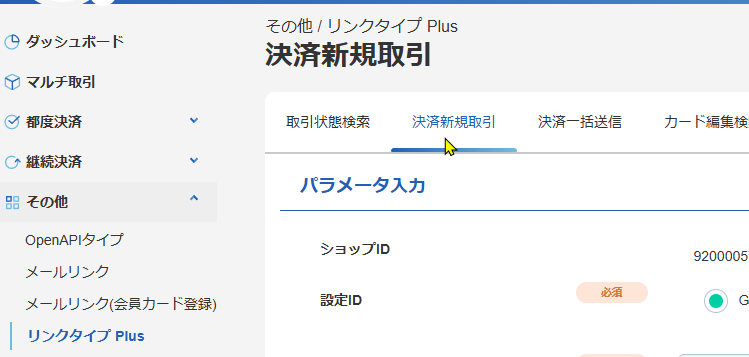 その他 / リンクタイプ Plus
決済新規取引
ダッシュボード
マルチ取引
都度決済
継続決済
その他
OpenAPIタイプ
メールリンク
メールリンク(会員カード登録)
リンクタイプ Plus
取引状態検索 決済新規取引 決済一括送信 カード編集検
パラメータ入力
ショップID 9200005
設定ID 必須 G